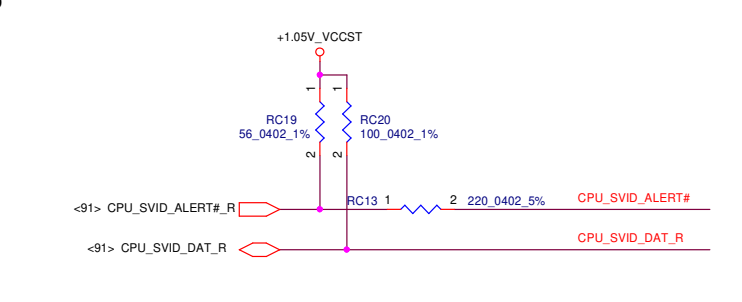 +1.05V_VCCST
1 1
RC19 RC20
56_0402_1% 100_0402_1%
2 2
<91> CPU_SVID_ALERT#_R RC13 1 2 220_0402_5% CPU_SVID_ALERT#
<91> CPU_SVID_DAT_R CPU_SVID_DAT_R